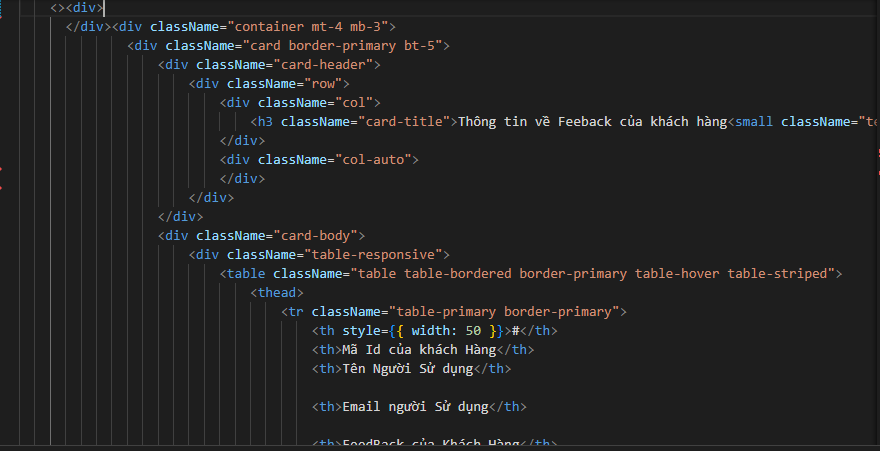 <><div>
</div><div className="container mt-4 mb-3">
<div className="card border-primary bt-5">
<div className="card-header">
<div className="row">
<div className="col">
<h3 className="card-title">Thông tin về Feeback của khách hàng<small className="te
</div>
<div className="col-auto">
</div>
</div>
</div>
<div className="card-body">
<div className="table-responsive">
<table className="table table-bordered border-primary table-hover table-striped">
<thead>
<tr className="table-primary border-primary">
<th style={{ width: 50 }}>#</th>
<th>Mã Id của khách Hàng</th>
<th>Tên Người Sử dụng</th>
<th>Email người Sử dụng</th>
<th>FeedBack của Khách Hàng</th>